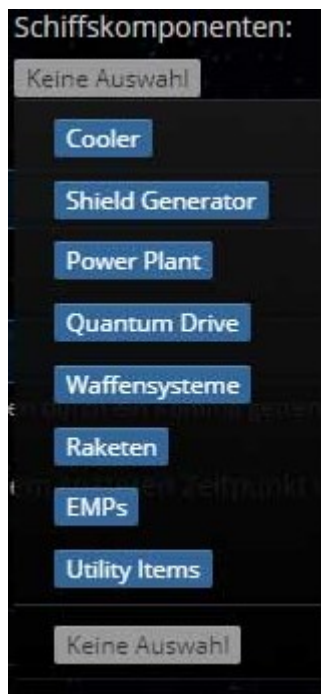 Schiffskomponenten:
Keine Auswahl
Cooler
Shield Generator
Power Plant
Quantum Drive
Waffensysteme
Raketen
EMPs
Utility Items
Keine Auswahl